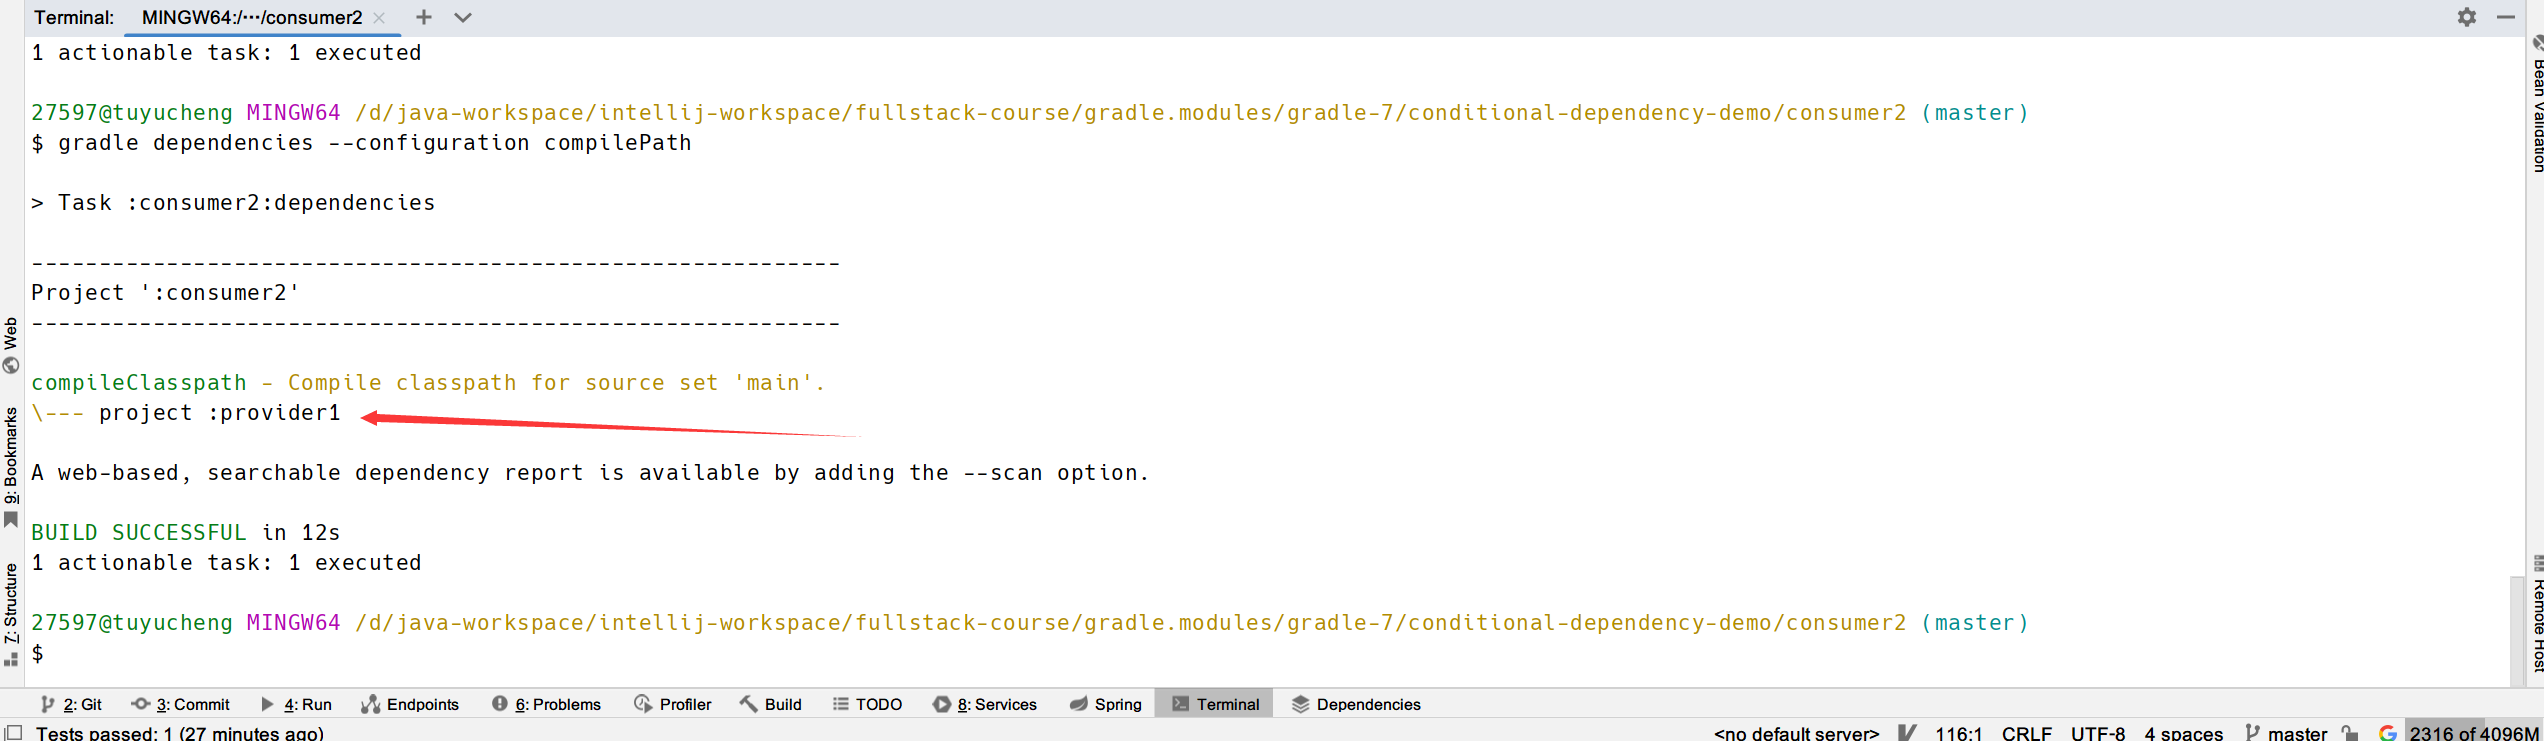 Terminal: MINGW64:/···/consumer2
1 actionable task: 1 executed
27597@tuyucheng MINGW64 /d/java-workspace/intellij-workspace/fullstack-course/gradle.modules/gradle-7/conditional-dependency-demo/consumer2 (master)
$ gradle dependencies --configuration compilePath
> Task :consumer2:dependencies
------------------------------------------------------------
Project ':consumer2'
------------------------------------------------------------
compileClasspath - Compile classpath for source set 'main'.
\--- project :provider1
A web-based, searchable dependency report is available by adding the --scan option.
BUILD SUCCESSFUL in 12s
1 actionable task: 1 executed
27597@tuyucheng MINGW64 /d/java-workspace/intellij-workspace/fullstack-course/gradle.modules/gradle-7/conditional-dependency-demo/consumer2 (master)
$
Web
9: Bookmarks
7: Structure
Bean Validation
Remote Host
2: Git 3: Commit 4: Run Endpoints 6: Problems Profiler Build TODO 8: Services Spring Terminal Dependencies
Tests passed: 1 (27 minutes ago) <no default server> 116:1 CRLF UTF-8 4 spaces master 2316 of 4096M